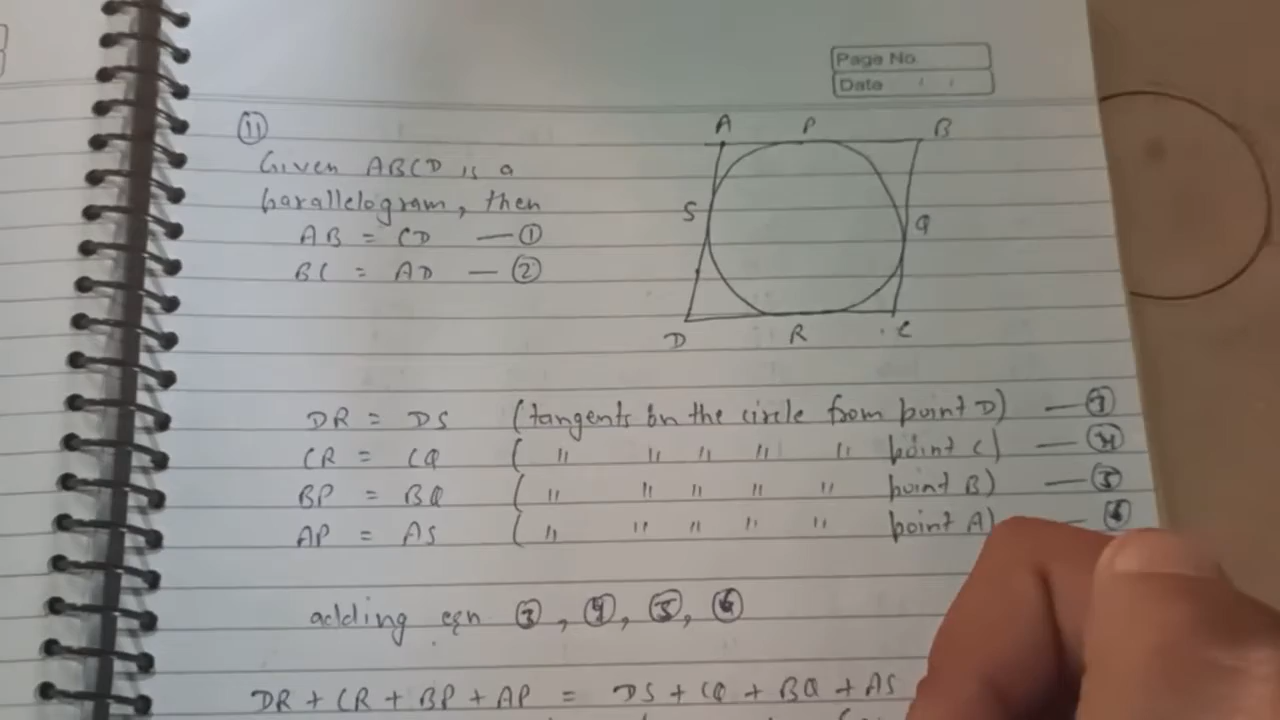 Page No.
Date
11
Given ABCD is a
parallelogram, then
AB = CD — 1
BC = AD — 2
A P B
S Q
D R C
DR = DS (tangents on the circle from point D) — 3
CR = CQ ( " " " " " point C) — 4
BP = BQ ( " " " " " point B) — 5
AP = AS ( " " " " " point A) — 6
adding eqn 3, 4, 5, 6
DR + CR + BP + AP = DS + CQ + BQ + AS